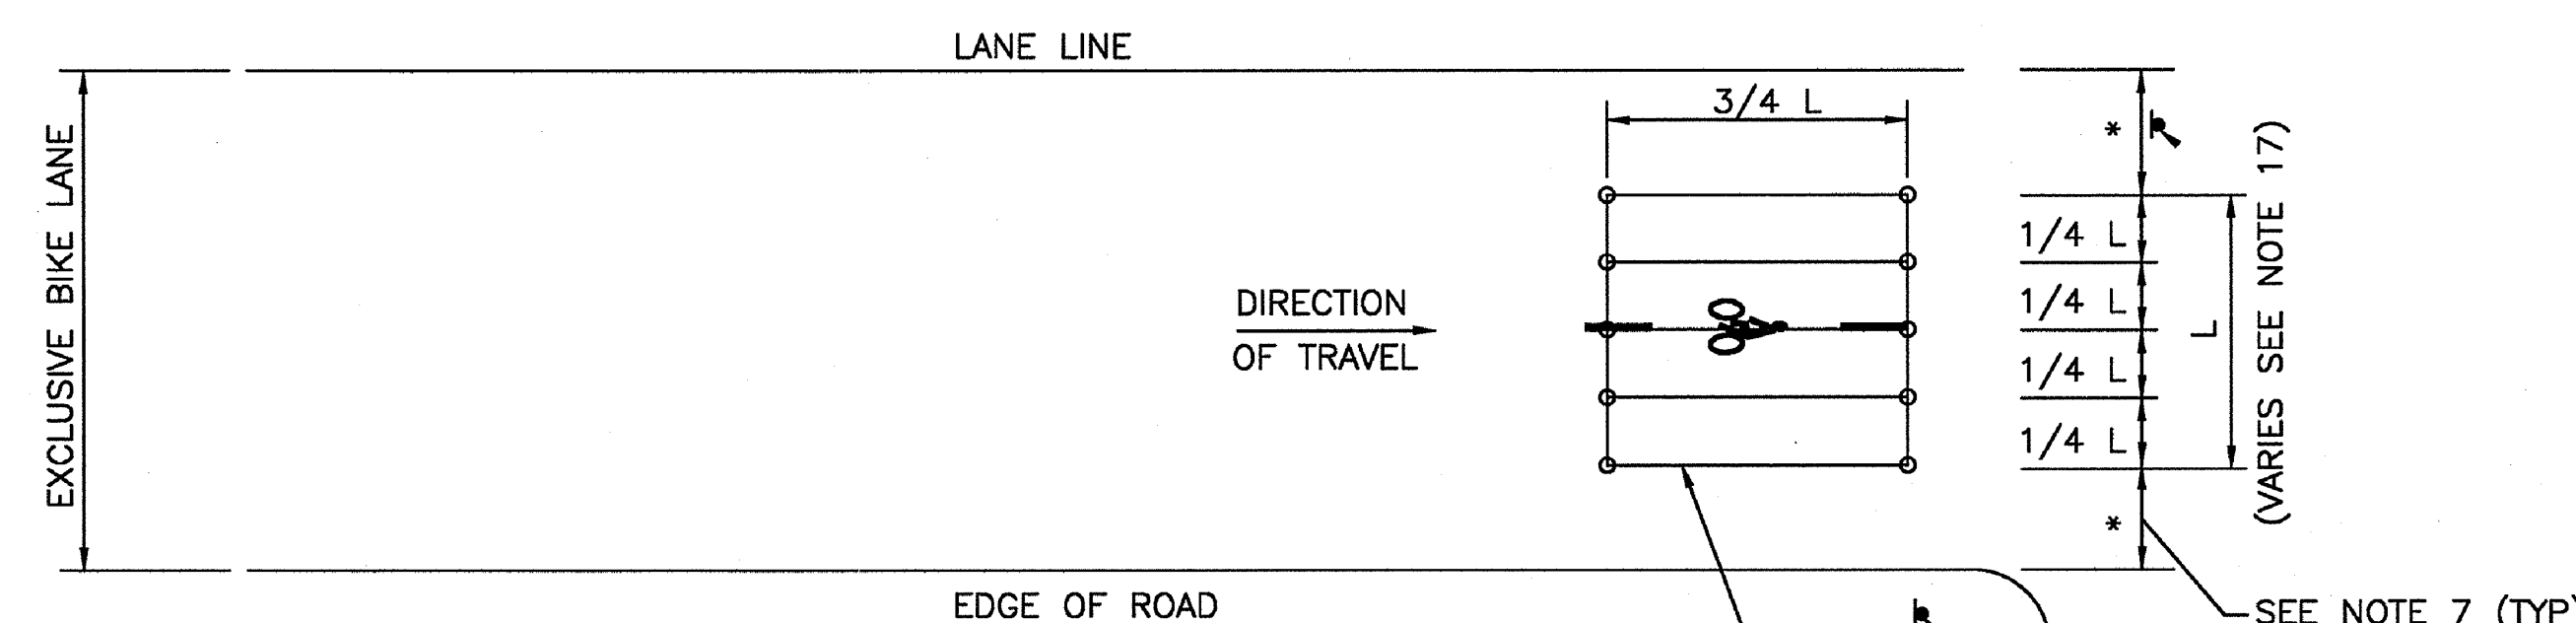 LANE LINE
EXCLUSIVE BIKE LANE
3/4 L
*
1/4 L
1/4 L
1/4 L
1/4 L
*
L
(VARIES SEE NOTE 17)
DIRECTION
OF TRAVEL
EDGE OF ROAD
SEE NOTE 7 (TYP)